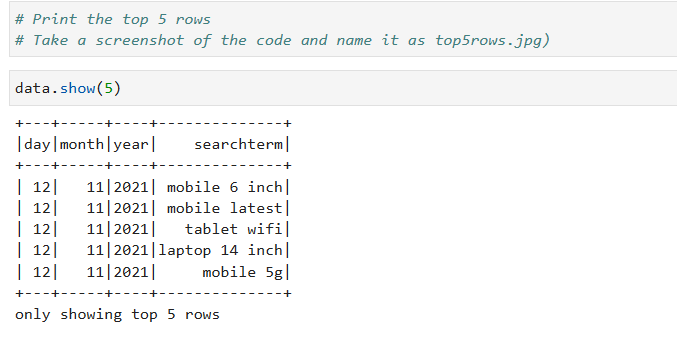 # Print the top 5 rows
# Take a screenshot of the code and name it as top5rows.jpg)
data.show(5)
+---+-----+----+--------------+
|day|month|year|    searchterm|
+---+-----+----+--------------+
| 12|   11|2021| mobile 6 inch|
| 12|   11|2021| mobile latest|
| 12|   11|2021|   tablet wifi|
| 12|   11|2021|laptop 14 inch|
| 12|   11|2021|     mobile 5g|
+---+-----+----+--------------+
only showing top 5 rows